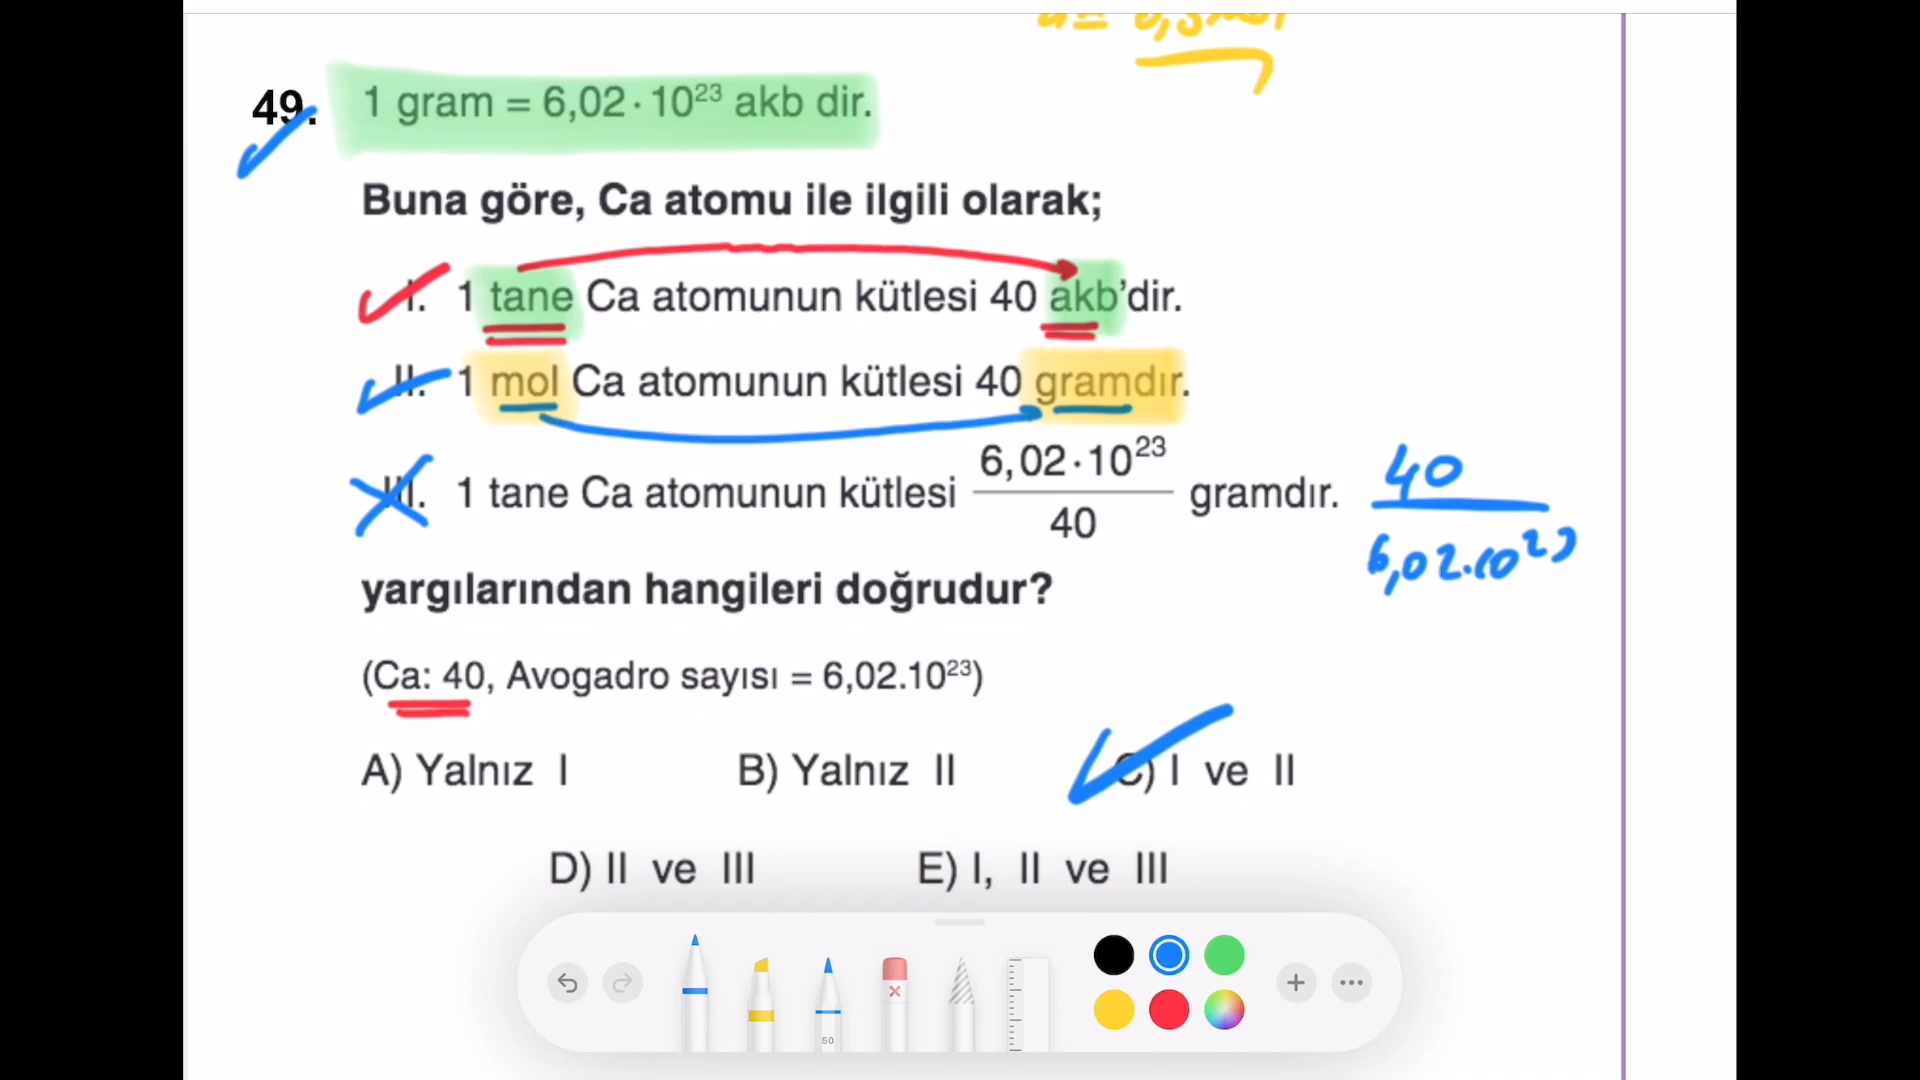 49. 1 gram = 6,02 · 10²³ akb dir.
Buna göre, Ca atomu ile ilgili olarak;
I. 1 tane Ca atomunun kütlesi 40 akb'dir.
II. 1 mol Ca atomunun kütlesi 40 gramdır.
III. 1 tane Ca atomunun kütlesi 6,02 · 10²³ / 40 gramdır.
40 / 6,02.10²³
yargılarından hangileri doğrudur?
(Ca: 40, Avogadro sayısı = 6,02.10²³)
A) Yalnız I B) Yalnız II C) I ve II
D) II ve III E) I, II ve III
50